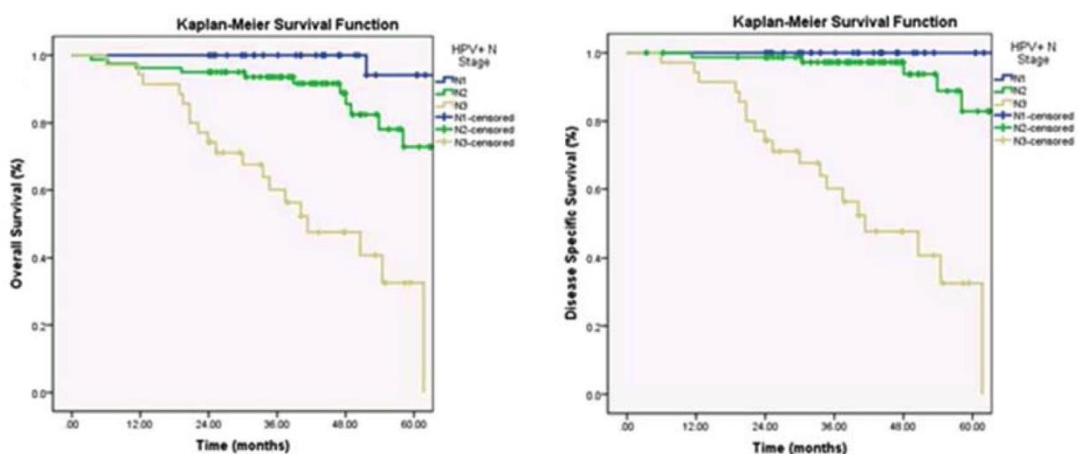 Kaplan-Meier Survival Function
HPV+ N
Stage
N1
N2
N3
N1-censored
N2-censored
N3-censored
1.0
0.8
0.6
0.4
0.2
0.0
Overall Survival (%)
.00 12.00 24.00 36.00 48.00 60.00
Time (months)
Kaplan-Meier Survival Function
HPV+ N
Stage
N1
N2
N3
N1-censored
N2-censored
N3-censored
1.0
0.8
0.6
0.4
0.2
0.0
Disease Specific Survival (%)
.00 12.00 24.00 36.00 48.00 60.00
Time (months)